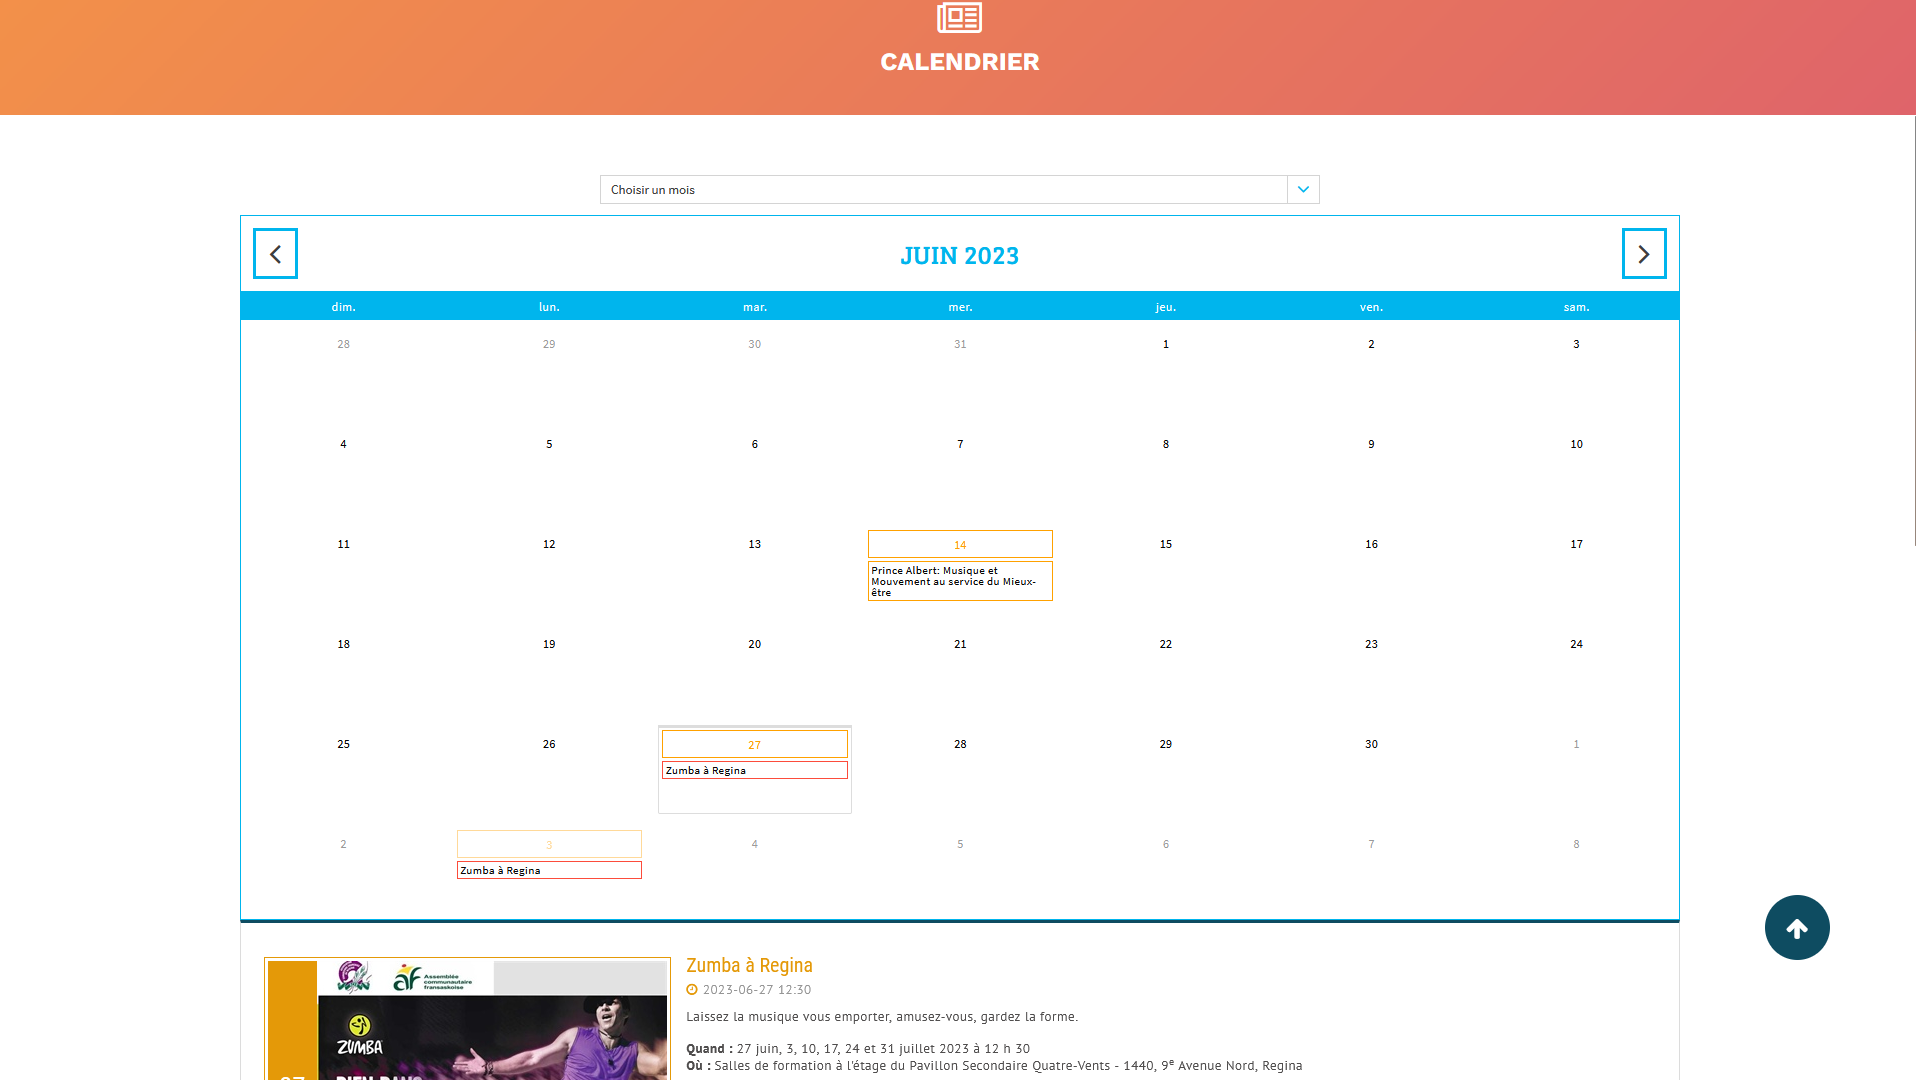 CALENDRIER
Choisir un mois
JUIN 2023
dim. lun. mar. mer. jeu. ven. sam.
28 29 30 31 1 2 3
4 5 6 7 8 9 10
11 12 13 14 15 16 17
Prince Albert: Musique et
Mouvement au service du Mieux-
être
18 19 20 21 22 23 24
25 26 27 28 29 30 1
Zumba à Regina
2 3 4 5 6 7 8
Zumba à Regina
Zumba à Regina
2023-06-27 12:30
Laissez la musique vous emporter, amusez-vous, gardez la forme.
Quand : 27 juin, 3, 10, 17, 24 et 31 juillet 2023 à 12 h 30
Où : Salles de formation à l'étage du Pavillon Secondaire Quatre-Vents - 1440, 9e Avenue Nord, Regina
af Assemblée
communautaire
fransaskoise
ZUMBA